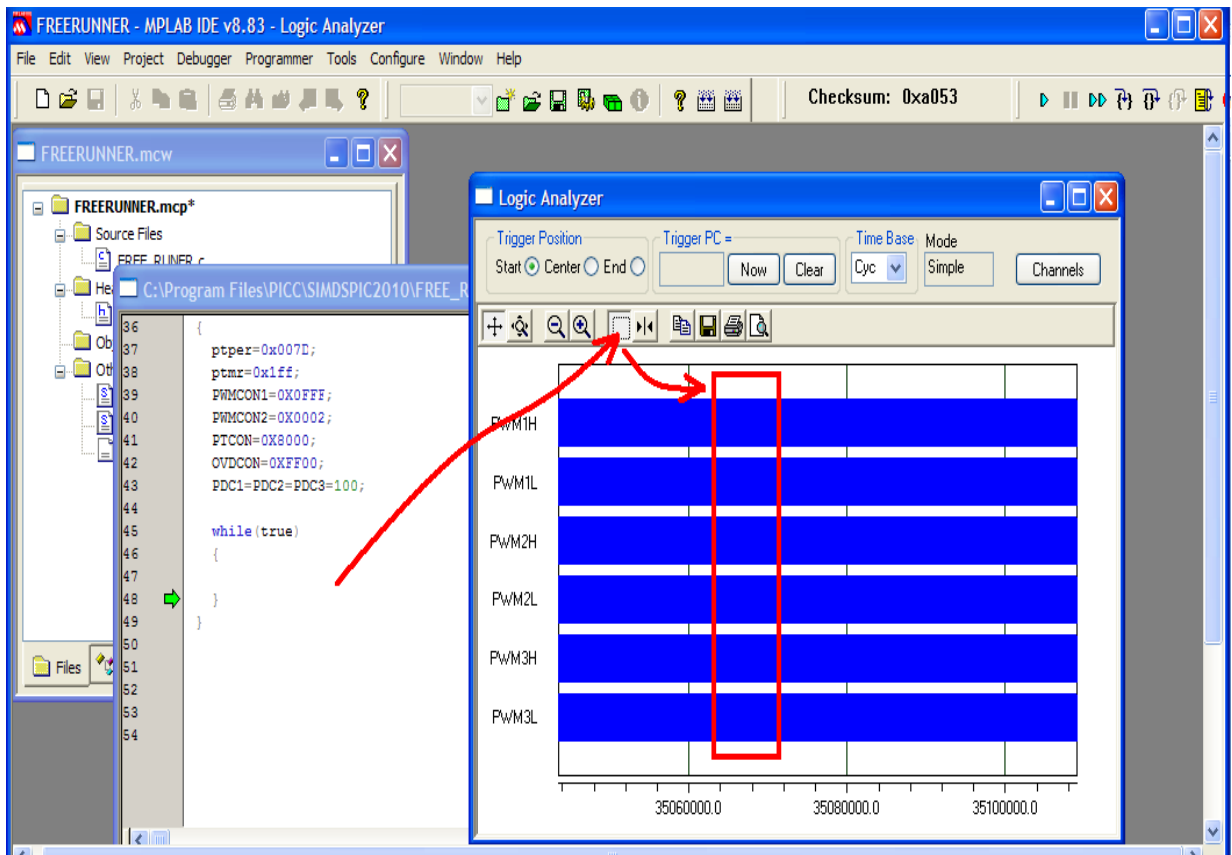 FREERUNNER - MPLAB IDE v8.83 - Logic Analyzer
File Edit View Project Debugger Programmer Tools Configure Window Help
Checksum: 0xa053
FREERUNNER.mcw
FREERUNNER.mcp*
Source Files
FREE_RUNER.c
Hea
h
Ob
Oth
Files
C:\Program Files\PICC\SIMDSPIC2010\FREE_R
36 {
37 ptper=0x007D;
38 ptmr=0x1ff;
39 PWMCON1=0X0FFF;
40 PWMCON2=0X0002;
41 PTCON=0X8000;
42 OVDCON=0XFF00;
43 PDC1=PDC2=PDC3=100;
44
45 while(true)
46 {
47
48 }
49 }
50
51
52
53
54
Logic Analyzer
Trigger Position Trigger PC = Time Base Mode
Start Center End Now Clear Cyc Simple Channels
PWM1H
PWM1L
PWM2H
PWM2L
PWM3H
PWM3L
35060000.0 35080000.0 35100000.0